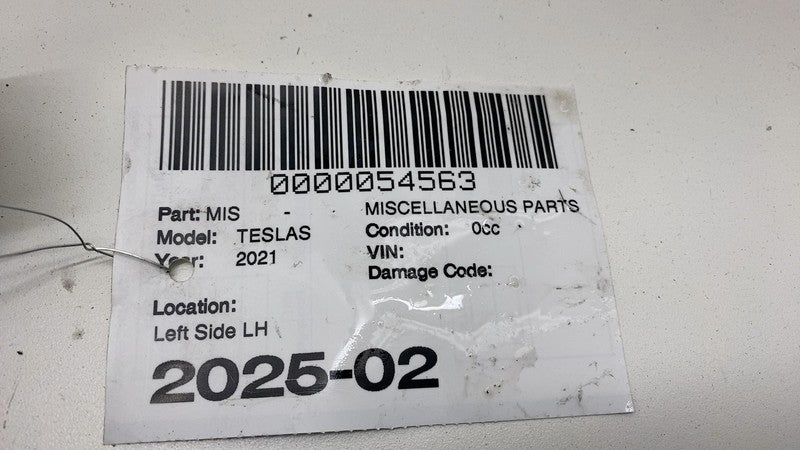 0000054563
Part: MIS - MISCELLANEOUS PARTS
Model: TESLAS Condition: 0cc
Year: 2021 VIN:
Damage Code:
Location:
Left Side LH
2025-02